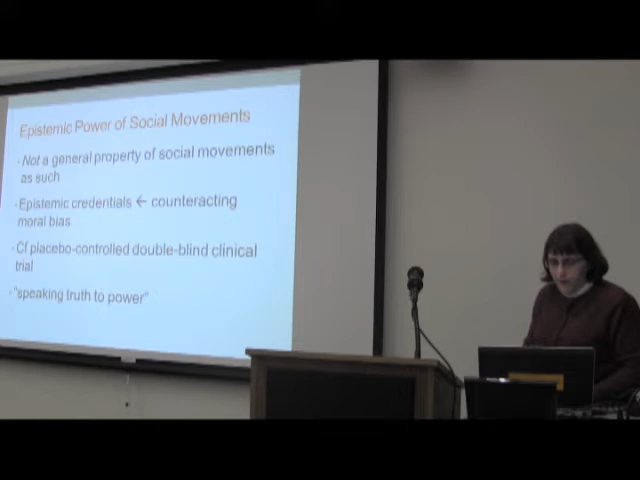 Epistemic Power of Social Movements
· Not a general property of social movements
as such
· Epistemic credentials ← counteracting
moral bias
· Cf placebo-controlled double-blind clinical
trial
· "speaking truth to power"